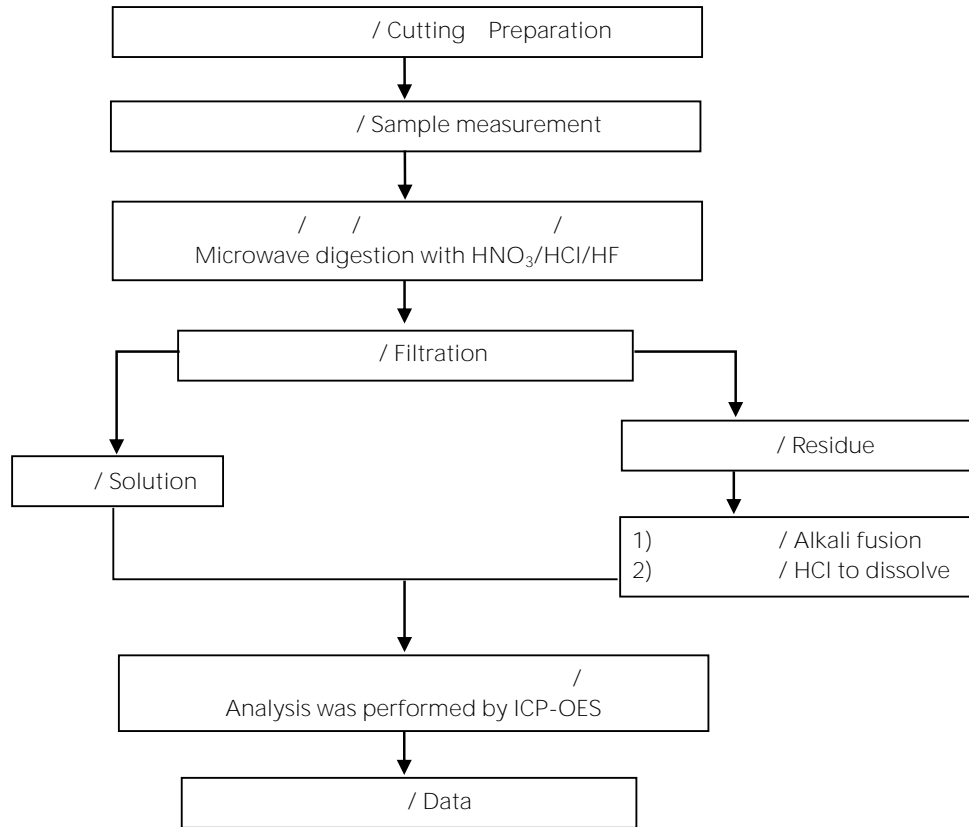 / Cutting Preparation
/ Sample measurement
/ / /
Microwave digestion with HNO₃/HCl/HF
/ Filtration
/ Residue
/ Solution
1) / Alkali fusion
2) / HCl to dissolve
/
Analysis was performed by ICP-OES
/ Data